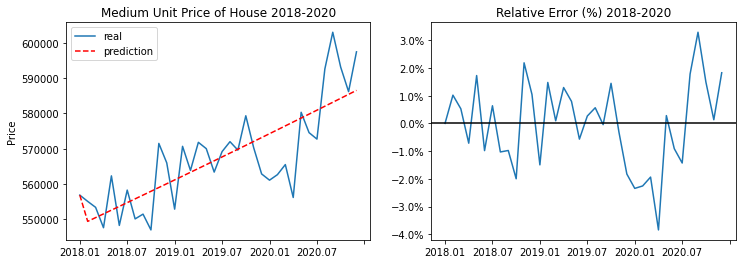 Medium Unit Price of House 2018-2020
real
prediction
600000
590000
580000
570000
560000
550000
Price
2018.01 2018.07 2019.01 2019.07 2020.01 2020.07
Relative Error (%) 2018-2020
3.0%
2.0%
1.0%
0.0%
-1.0%
-2.0%
-3.0%
-4.0%
2018.01 2018.07 2019.01 2019.07 2020.01 2020.07